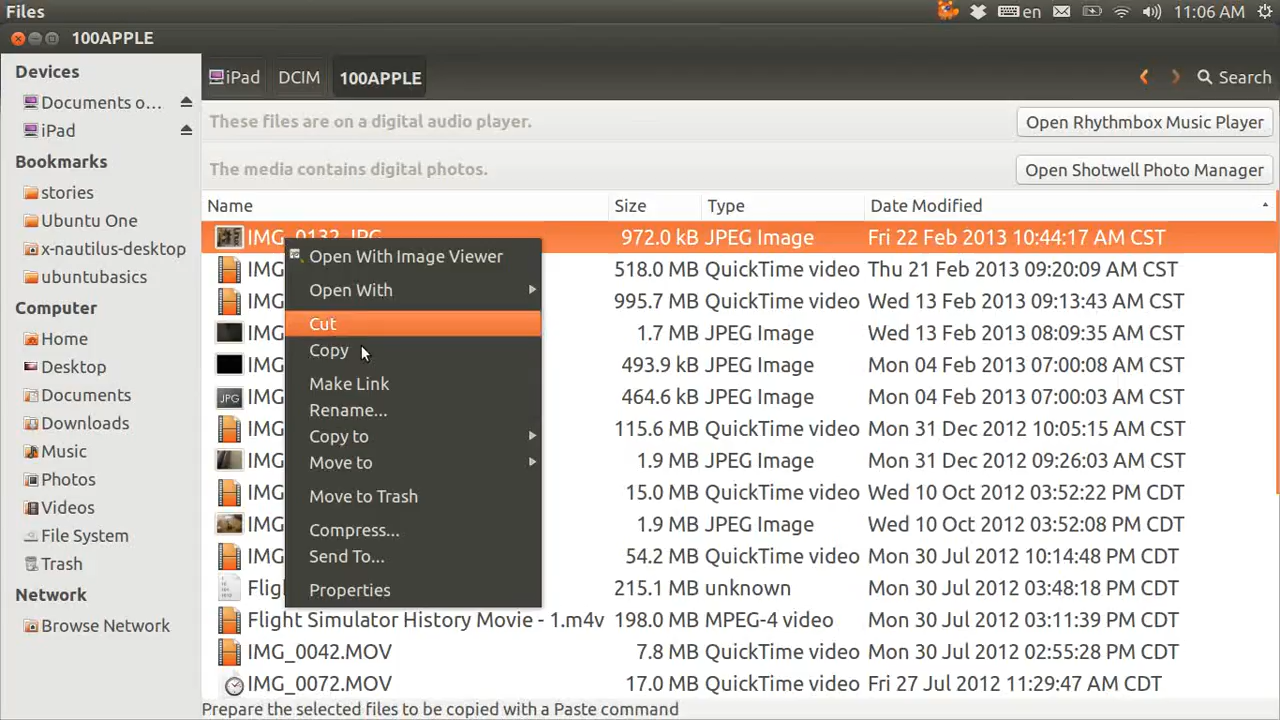 Files en 11:06 AM
100APPLE
Devices
Documents o...
iPad
Bookmarks
stories
Ubuntu One
x-nautilus-desktop
ubuntubasics
Computer
Home
Desktop
Documents
Downloads
Music
Photos
Videos
File System
Trash
Network
Browse Network
iPad DCIM 100APPLE Search
These files are on a digital audio player. Open Rhythmbox Music Player
The media contains digital photos. Open Shotwell Photo Manager
Name Size Type Date Modified
IMG_0132.JPG 972.0 kB JPEG Image Fri 22 Feb 2013 10:44:17 AM CST
IMG 518.0 MB QuickTime video Thu 21 Feb 2013 09:20:09 AM CST
IMG 995.7 MB QuickTime video Wed 13 Feb 2013 09:13:43 AM CST
IMG 1.7 MB JPEG Image Wed 13 Feb 2013 08:09:35 AM CST
IMG 493.9 kB JPEG Image Mon 04 Feb 2013 07:00:08 AM CST
JPG IMG 464.6 kB JPEG Image Mon 04 Feb 2013 07:00:03 AM CST
IMG 115.6 MB QuickTime video Mon 31 Dec 2012 10:05:15 AM CST
IMG 1.9 MB JPEG Image Mon 31 Dec 2012 09:26:03 AM CST
IMG 15.0 MB QuickTime video Wed 10 Oct 2012 03:52:22 PM CDT
IMG 1.9 MB JPEG Image Wed 10 Oct 2012 03:52:08 PM CDT
IMG 54.2 MB QuickTime video Mon 30 Jul 2012 10:14:48 PM CDT
Flig 215.1 MB unknown Mon 30 Jul 2012 03:48:18 PM CDT
Flight Simulator History Movie - 1.m4v 198.0 MB MPEG-4 video Mon 30 Jul 2012 03:11:39 PM CDT
IMG_0042.MOV 7.8 MB QuickTime video Mon 30 Jul 2012 02:55:28 PM CDT
IMG_0072.MOV 17.0 MB QuickTime video Fri 27 Jul 2012 11:29:47 AM CDT
Open With Image Viewer
Open With
Cut
Copy
Make Link
Rename...
Copy to
Move to
Move to Trash
Compress...
Send To...
Properties
Prepare the selected files to be copied with a Paste command